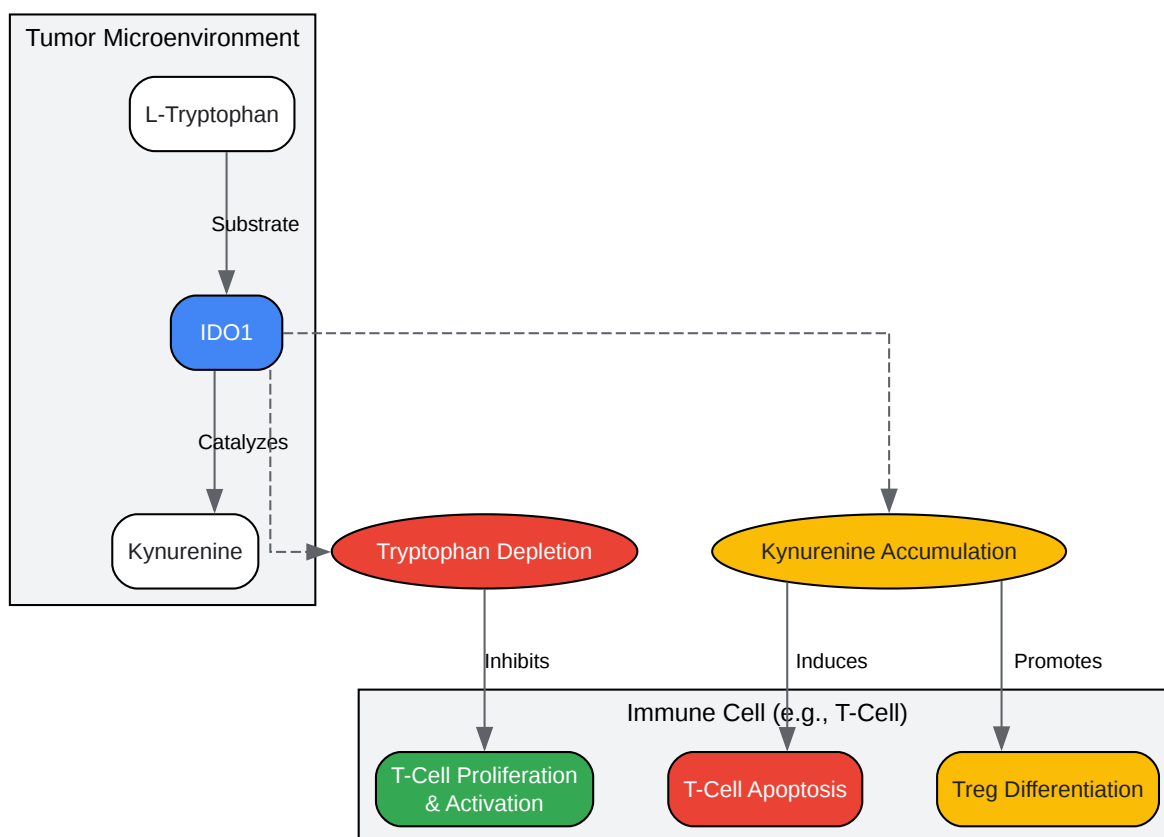 Tumor Microenvironment
L-Tryptophan
Substrate
IDO1
Catalyzes
Kynurenine
Tryptophan Depletion
Kynurenine Accumulation
Inhibits
Induces
Promotes
Immune Cell (e.g., T-Cell)
T-Cell Proliferation
& Activation
T-Cell Apoptosis
Treg Differentiation